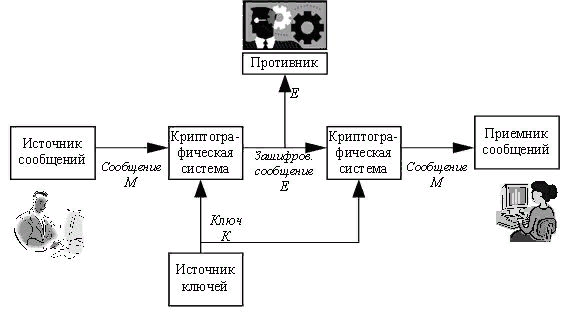 Противник
E
Источник
сообщений
Сообщение
M
Криптогра-
фическая
система
Зашифров.
сообщение
E
Криптогра-
фическая
система
Сообщение
M
Приемник
сообщений
Ключ
K
Источник
ключей